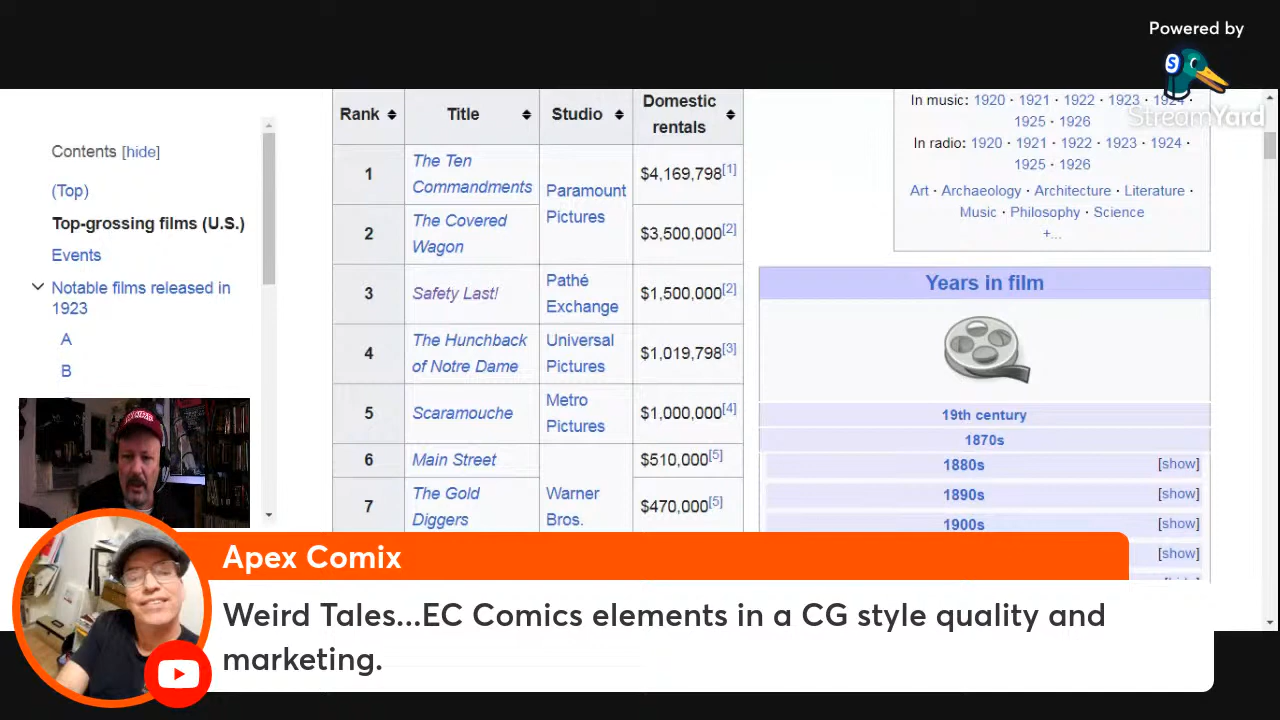 Powered by
StreamYard
Contents [hide]
(Top)
Top-grossing films (U.S.)
Events
Notable films released in
1923
A
B
Rank Title Studio Domestic
rentals
1 The Ten
Commandments Paramount
Pictures $4,169,798[1]
2 The Covered
Wagon $3,500,000[2]
3 Safety Last! Pathé
Exchange $1,500,000[2]
4 The Hunchback
of Notre Dame Universal
Pictures $1,019,798[3]
5 Scaramouche Metro
Pictures $1,000,000[4]
6 Main Street $510,000[5]
7 The Gold
Diggers Warner
Bros. $470,000[5]
In music: 1920 · 1921 · 1922 · 1923 · 1924 ·
1925 · 1926
In radio: 1920 · 1921 · 1922 · 1923 · 1924 ·
1925 · 1926
Art · Archaeology · Architecture · Literature ·
Music · Philosophy · Science
+...
Years in film
19th century
1870s
1880s [show]
1890s [show]
1900s [show]
[show]
Apex Comix
Weird Tales...EC Comics elements in a CG style quality and
marketing.